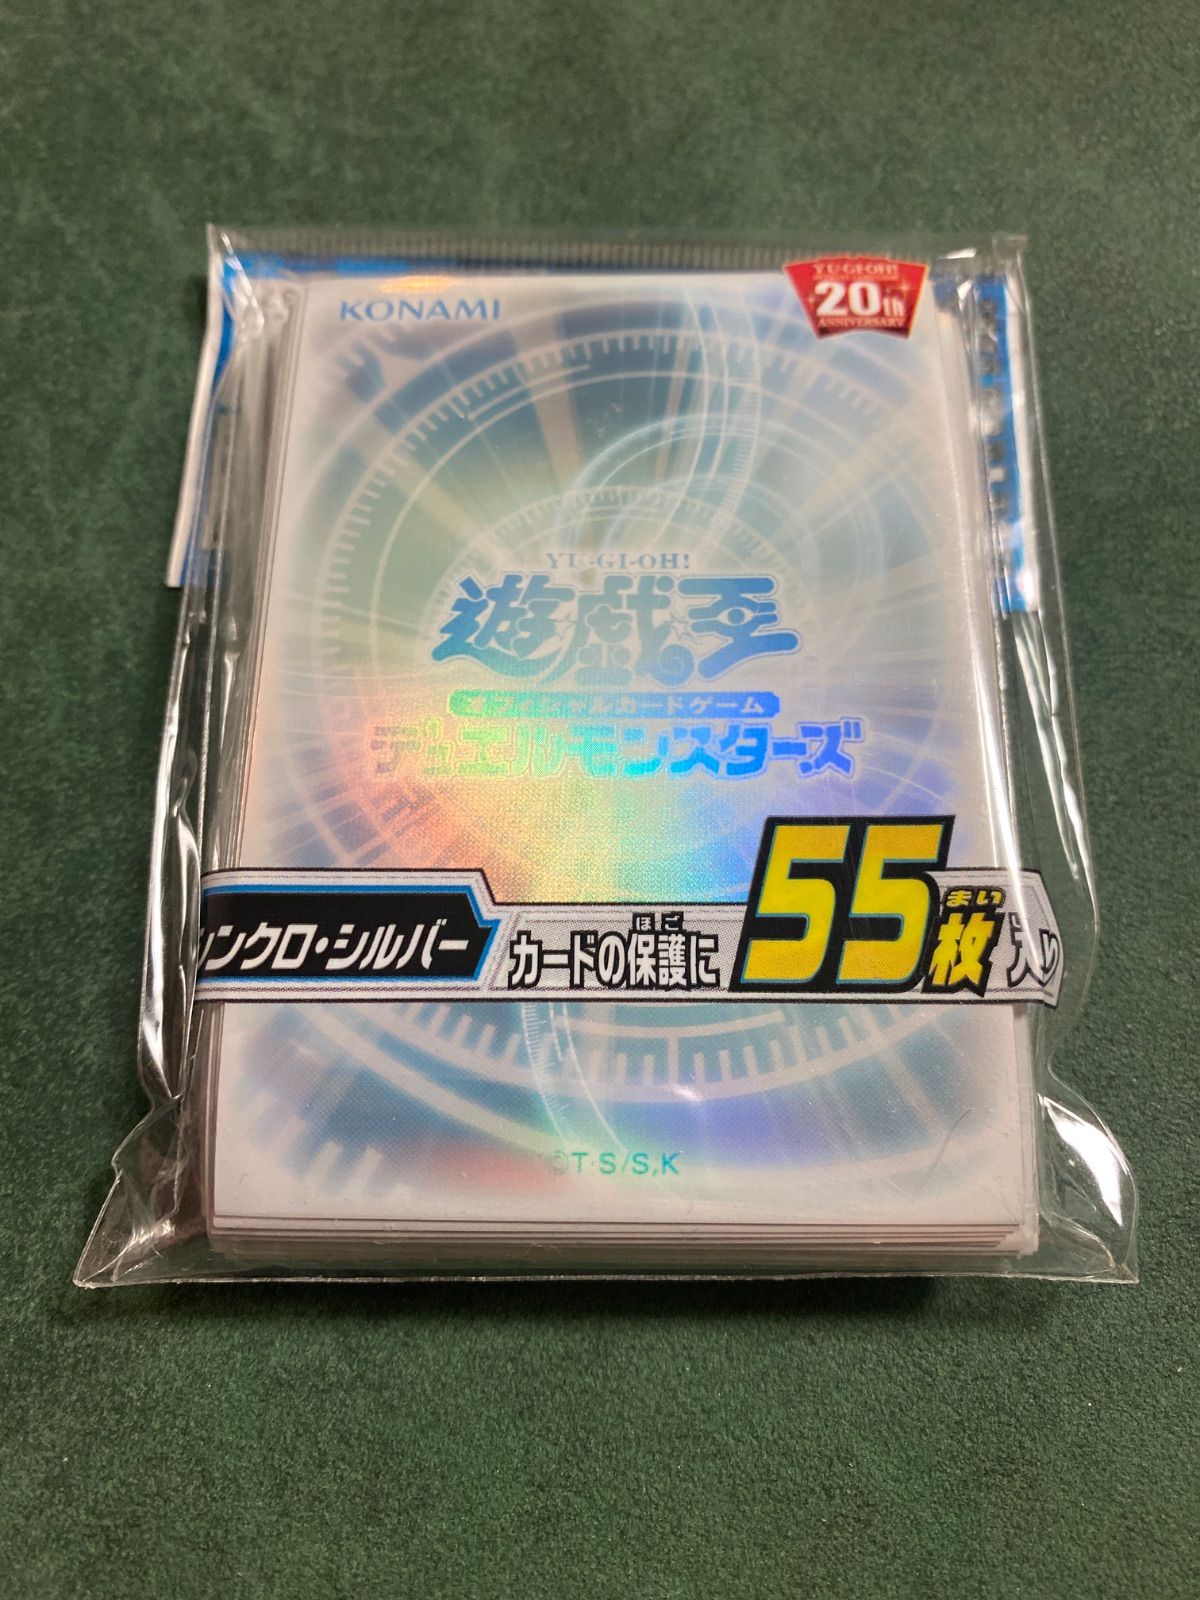 KONAMI
YU-GI-OH!
20th
ANNIVERSARY
YU-GI-OH!
遊戯王
オフィシャルカードゲーム
デュエルモンスターズ
シンクロ・シルバー
カードの保護に
ほご
55枚入り
まい
S/S,K